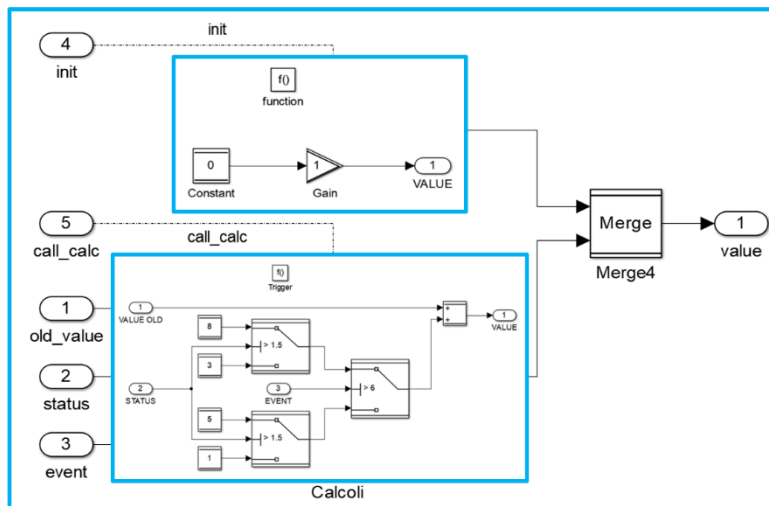 init
4
init
f()
function
0
1
1
Constant
Gain
VALUE
5
call_calc
call_calc
Merge
1
Merge4
value
f()
Trigger
1
VALUE OLD
+
+
1
VALUE
8
> 1.5
3
1
old_value
2
STATUS
3
EVENT
> 6
2
status
5
> 1.5
1
3
event
Calcoli